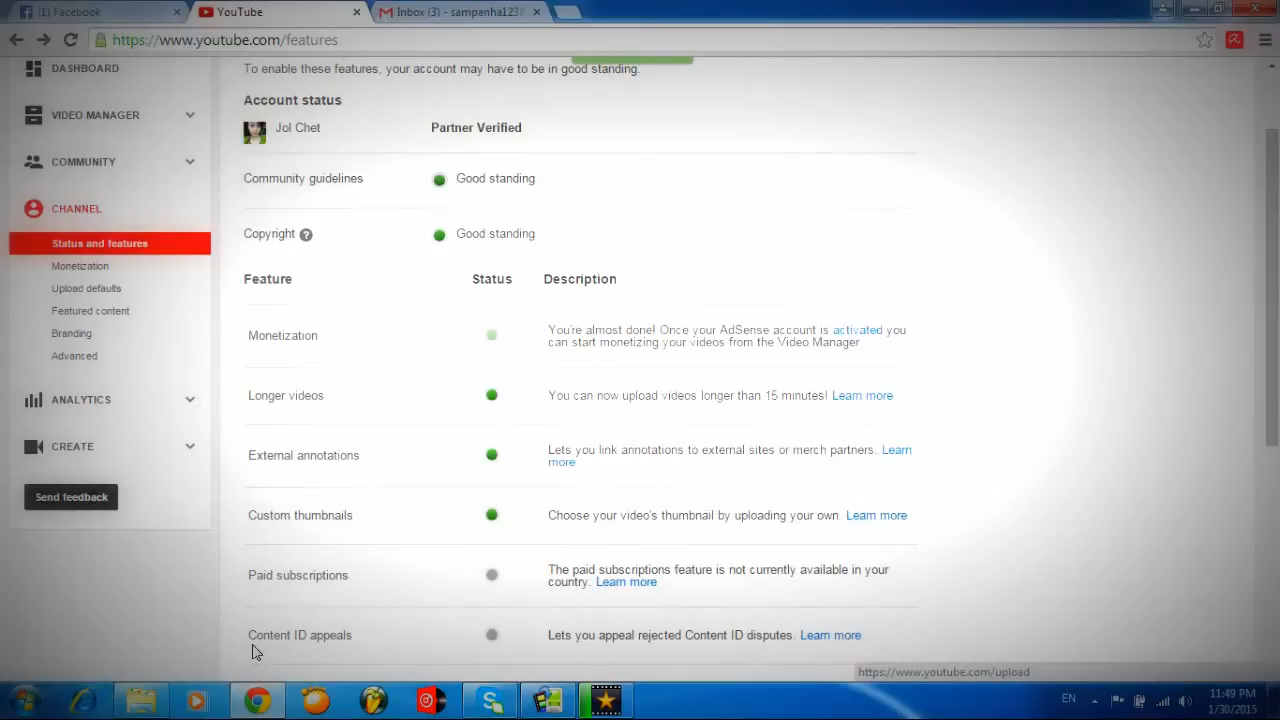 (1) Facebook
YouTube
Inbox (3) - sampanha1230
https://www.youtube.com/features
DASHBOARD
VIDEO MANAGER
COMMUNITY
CHANNEL
Status and features
Monetization
Upload defaults
Featured content
Branding
Advanced
ANALYTICS
CREATE
Send feedback
To enable these features, your account may have to be in good standing.
Account status
Jol Chet Partner Verified
Community guidelines Good standing
Copyright ? Good standing
Feature Status Description
Monetization You're almost done! Once your AdSense account is activated you
can start monetizing your videos from the Video Manager
Longer videos You can now upload videos longer than 15 minutes! Learn more
External annotations Lets you link annotations to external sites or merch partners. Learn
more
Custom thumbnails Choose your video's thumbnail by uploading your own Learn more
Paid subscriptions The paid subscriptions feature is not currently available in your
country. Learn more
Content ID appeals Lets you appeal rejected Content ID disputes. Learn more
https://www.youtube.com/upload
EN
11:49 PM
1/30/2015